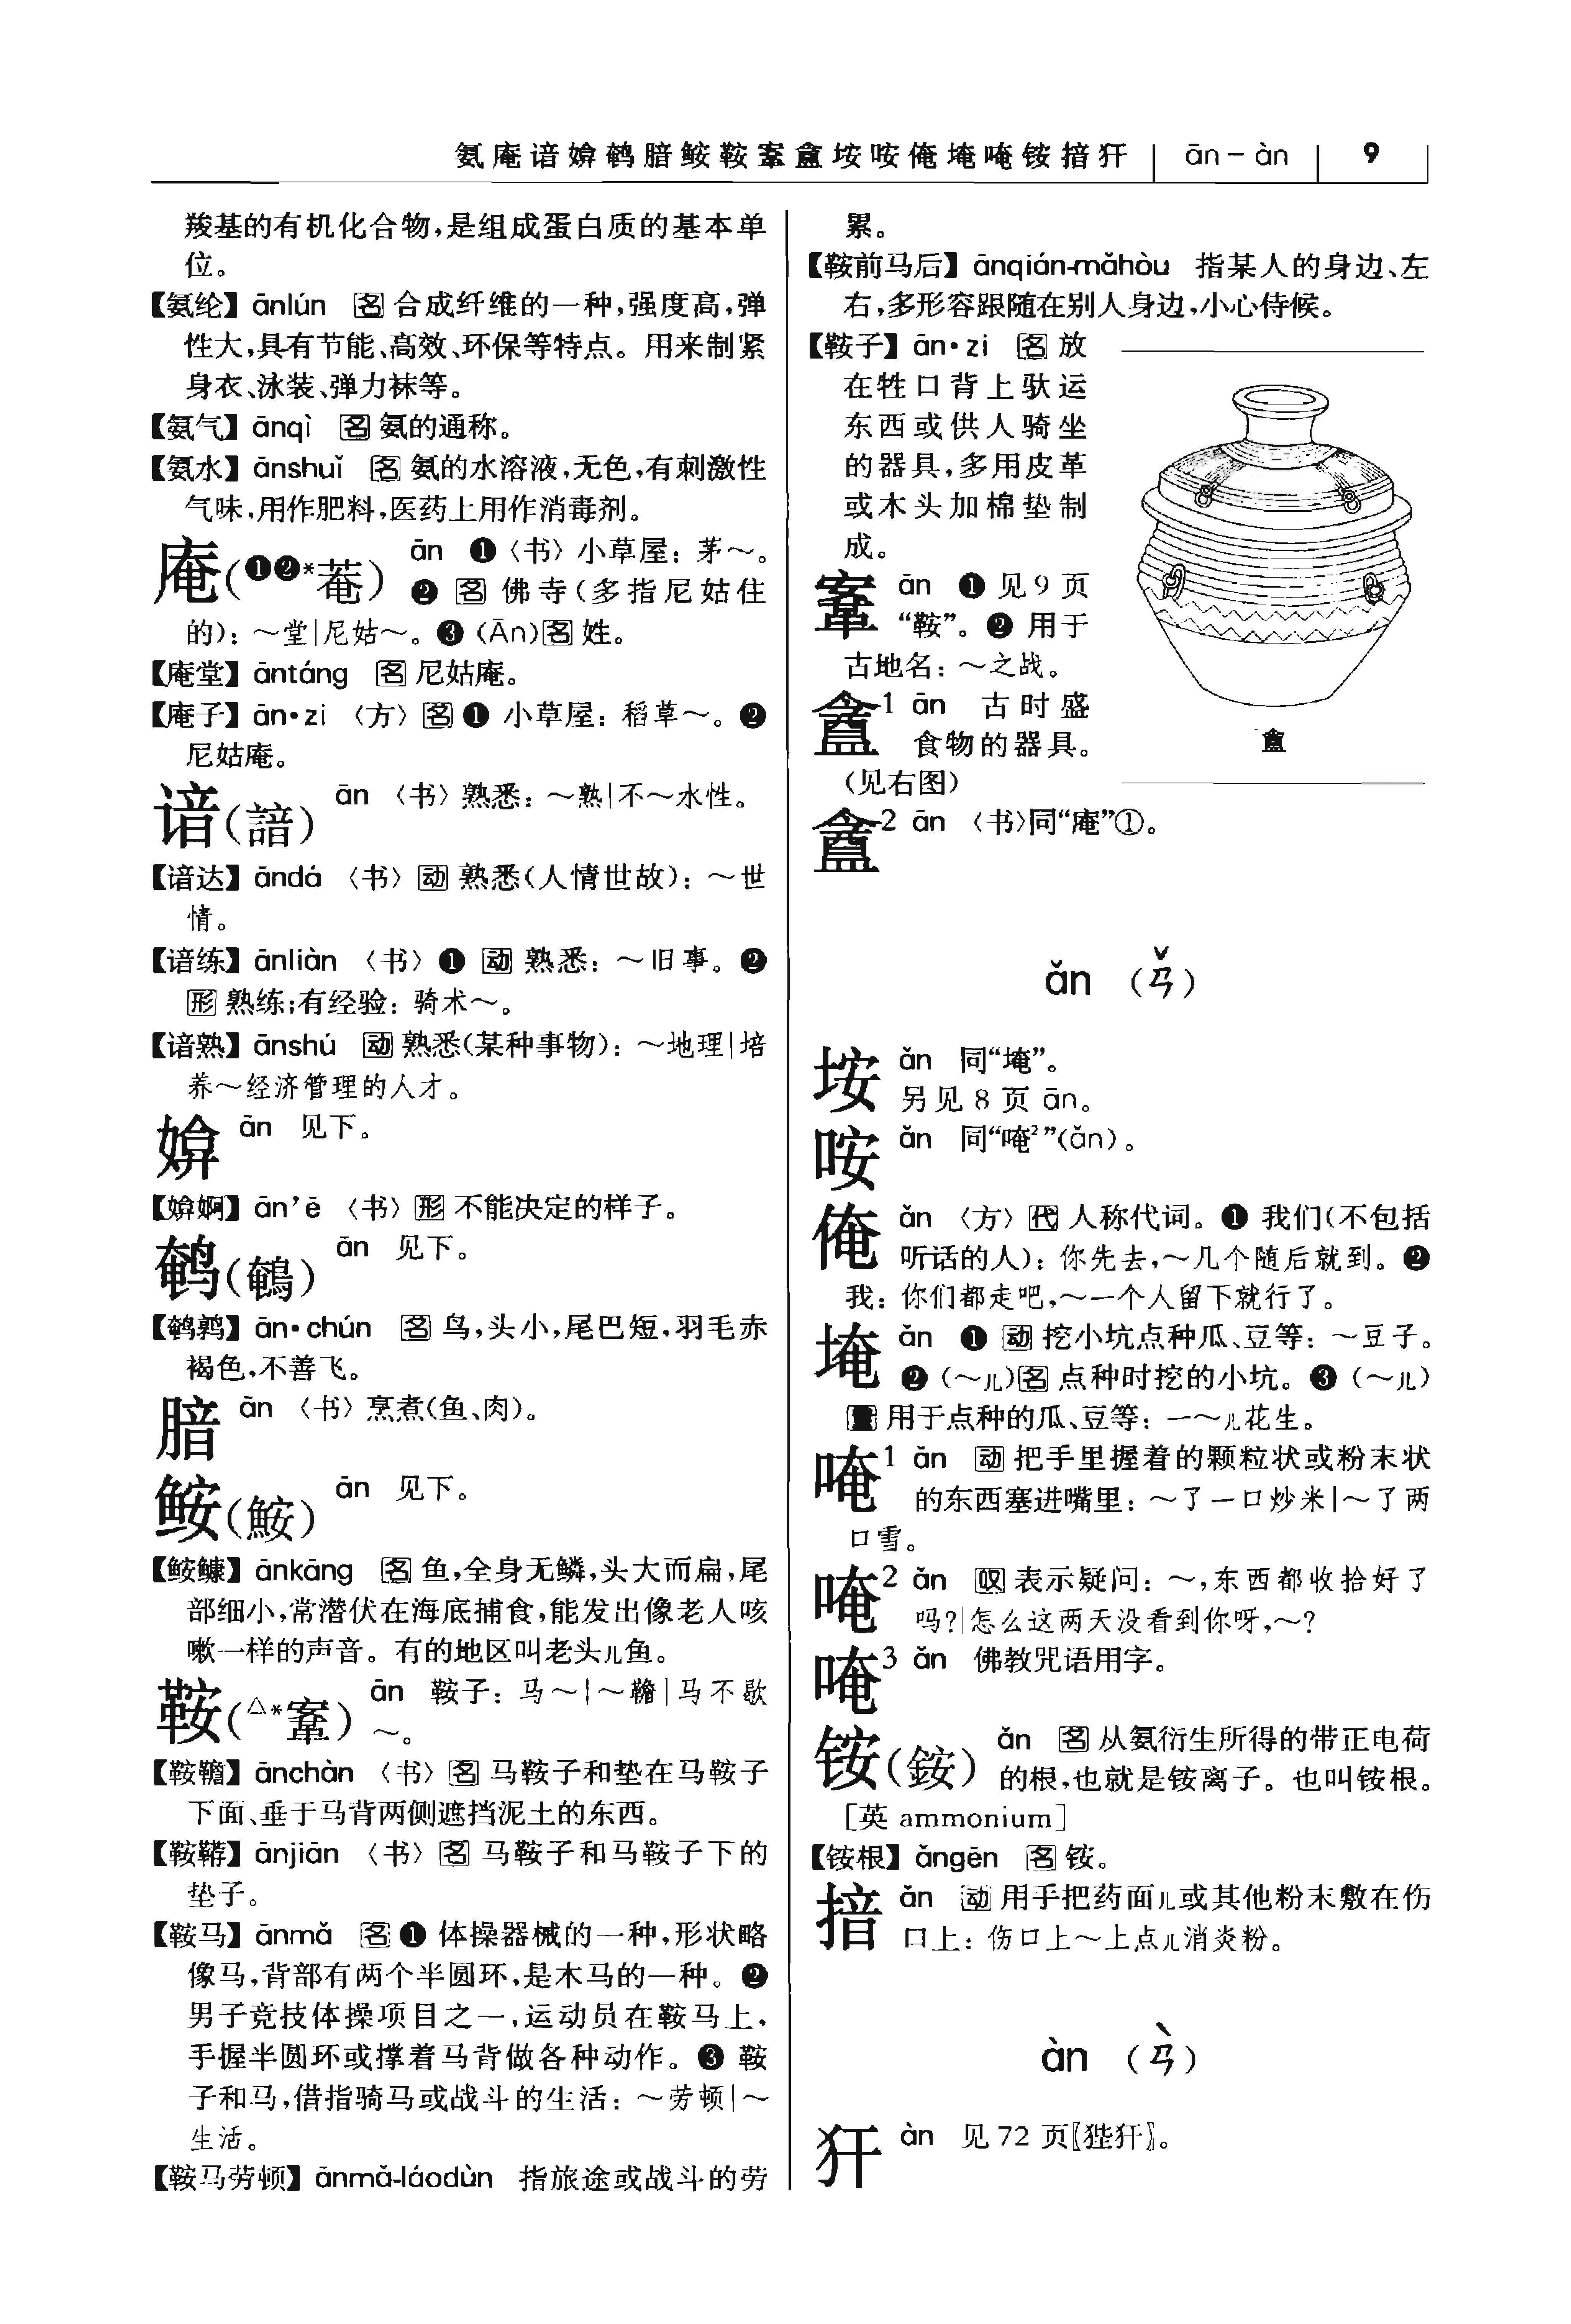 氨庵谙媕鹌腤鮟鞍鞌盦垵咹俺埯唵铵揞犴 ān－àn 9
羧基的有机化合物,是组成蛋白质的基本单
位。
【氨纶】 ānlún 名 合成纤维的一种,强度高,弹
性大,具有节能、高效、环保等特点。用来制紧
身衣、泳装、弹力袜等。
【氨气】 ānqì 名 氨的通称。
【氨水】 ānshuǐ 名 氨的水溶液,无色,有刺激性
气味,用作肥料,医药上用作消毒剂。
庵(❶❷*菴) ān ❶〈书〉小草屋：茅～。
❷ 名 佛寺(多指尼姑住
的)：～堂|尼姑～。❸ (Ān)名 姓。
【庵堂】 āntáng 名 尼姑庵。
【庵子】 ān•zi 〈方〉名 ❶ 小草屋：稻草～。❷
尼姑庵。
谙(諳) ān 〈书〉熟悉：～熟|不～水性。
【谙达】 āndá 〈书〉动 熟悉(人情世故)：～世
情。
【谙练】 ānliàn 〈书〉❶ 动 熟悉：～旧事。❷
形 熟练;有经验：骑术～。
【谙熟】 ānshú 动 熟悉(某种事物)：～地理|培
养～经济管理的人才。
媕 ān 见下。
【媕娿】 ān’ē 〈书〉形 不能决定的样子。
鹌(鵪) ān 见下。
【鹌鹑】 ān•chún 名 鸟,头小,尾巴短,羽毛赤
褐色,不善飞。
腤 ān 〈书〉烹煮(鱼、肉)。
𩽾(鮟) ān 见下。
【𩽾𩾌】 ānkāng 名 鱼,全身无鳞,头大而扁,尾
部细小,常潜伏在海底捕食,能发出像老人咳
嗽一样的声音。有的地区叫老头儿鱼。
鞍(△*鞌) ān 鞍子：马～|～韂|马不歇
～。
【鞍韂】 ānchàn 〈书〉名 马鞍子和垫在马鞍子
下面、垂于马背两侧遮挡泥土的东西。
【鞍鞯】 ānjiān 〈书〉名 马鞍子和马鞍子下的
垫子。
【鞍马】 ānmǎ 名 ❶ 体操器械的一种,形状略
像马,背部有两个半圆环,是木马的一种。❷
男子竞技体操项目之一,运动员在鞍马上,
手握半圆环或撑着马背做各种动作。❸ 鞍
子和马,借指骑马或战斗的生活：～劳顿|～
生活。
【鞍马劳顿】 ānmǎ-láodùn 指旅途或战斗的劳
累。
【鞍前马后】 ānqián-mǎhòu 指某人的身边、左
右,多形容跟随在别人身边,小心侍候。
【鞍子】 ān•zi 名 放
在牲口背上驮运
东西或供人骑坐
的器具,多用皮革
或木头加棉垫制
成。
鞌 ān ❶ 见 9 页
“鞍”。❷ 用于
古地名：～之战。
盦1 ān 古时盛
食物的器具。
(见右图)
盦
盦2 ān 〈书〉同“庵”①。
ǎn (ㄢˇ)
垵 ǎn 同“埯”。
另见 8 页 ān。
咹 ǎn 同“唵²”(ǎn)。
俺 ǎn 〈方〉代 人称代词。❶ 我们(不包括
听话的人)：你先去,～几个随后就到。❷
我：你们都走吧,～一个人留下就行了。
埯 ǎn ❶ 动 挖小坑点种瓜、豆等：～豆子。
❷ (～儿)名 点种时挖的小坑。❸ (～儿)
量 用于点种的瓜、豆等：一～儿花生。
唵1 ǎn 动 把手里握着的颗粒状或粉末状
的东西塞进嘴里：～了一口炒米|～了两
口雪。
唵2 ǎn 叹 表示疑问：～,东西都收拾好了
吗?|怎么这两天没看到你呀,～?
唵3 ǎn 佛教咒语用字。
铵(銨) ǎn 名 从氨衍生所得的带正电荷
的根,也就是铵离子。也叫铵根。
［英 ammonium］
【铵根】 ǎngēn 名 铵。
揞 ǎn 动 用手把药面儿或其他粉末敷在伤
口上：伤口上～上点儿消炎粉。
àn (ㄢˋ)
犴 àn 见 72 页〖狴犴〗。